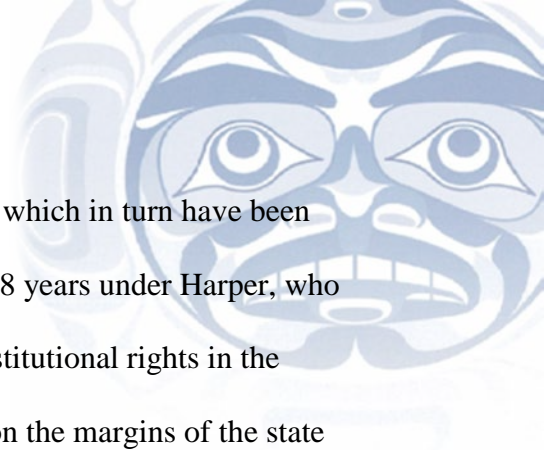 which in turn have been
8 years under Harper, who
stitutional rights in the
on the margins of the state